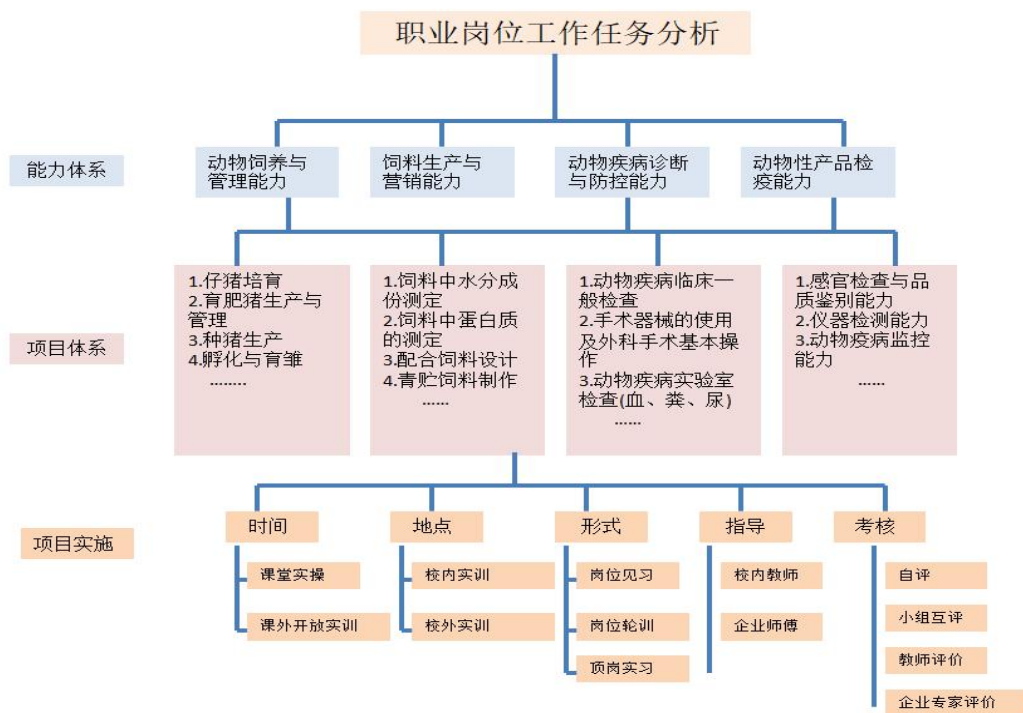 职业岗位工作任务分析
能力体系
动物饲养与
管理能力
饲料生产与
营销能力
动物疾病诊断
与防控能力
动物性产品检
疫能力
项目体系
1.仔猪培育
2.育肥猪生产与
管理
3.种猪生产
4.孵化与育雏
........
1.饲料中水分成
份测定
2.饲料中蛋白质
的测定
3.配合饲料设计
4.青贮饲料制作
......
1.动物疾病临床一
般检查
2.手术器械的使用
及外科手术基本操
作
3.动物疾病实验室
检查(血、粪、尿)
......
1.感官检查与品
质鉴别能力
2.仪器检测能力
3.动物疫病监控
能力
......
项目实施
时间
课堂实操
课外开放实训
地点
校内实训
校外实训
形式
岗位见习
岗位轮训
顶岗实习
指导
校内教师
企业师傅
考核
自评
小组互评
教师评价
企业专家评价